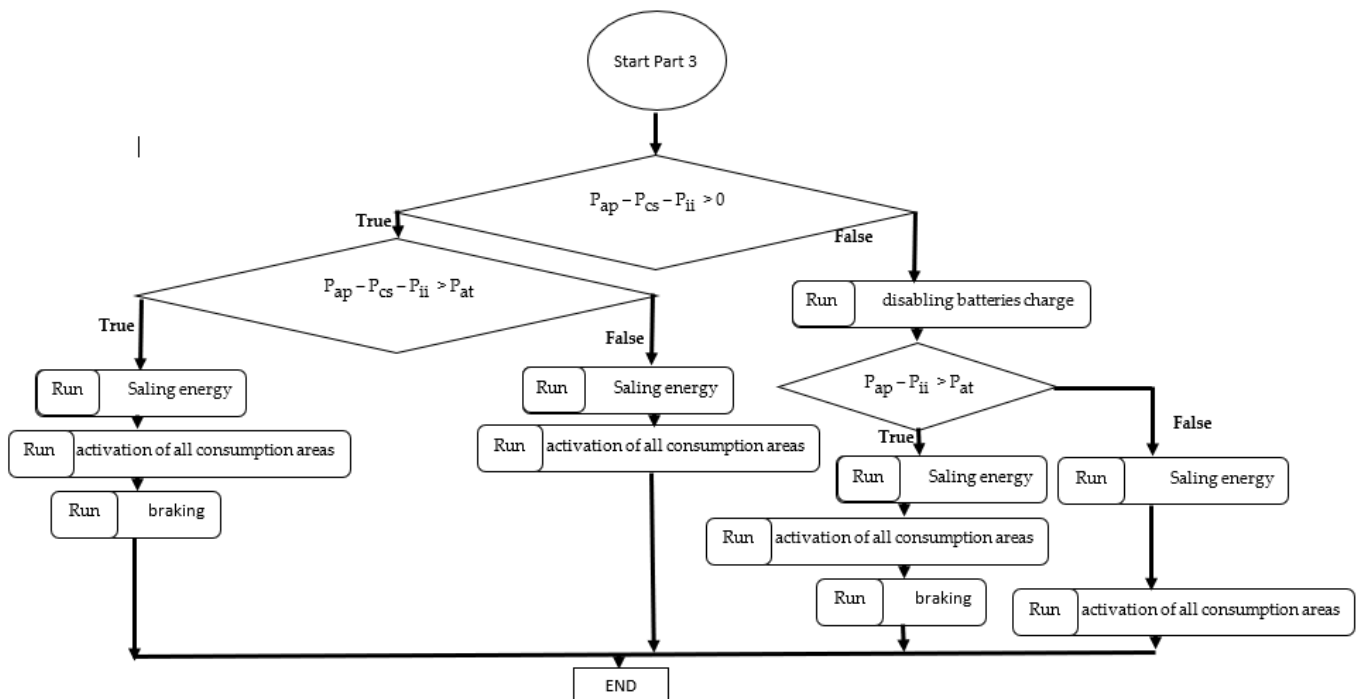 Start Part 3
Pap – Pcs – Pii > 0
True
False
Pap – Pcs – Pii > Pat
True
False
Run disabling batteries charge
Pap – Pii > Pat
True
False
Run Saling energy
Run activation of all consumption areas
Run braking
Run Saling energy
Run activation of all consumption areas
Run Saling energy
Run activation of all consumption areas
Run braking
Run Saling energy
Run activation of all consumption areas
END